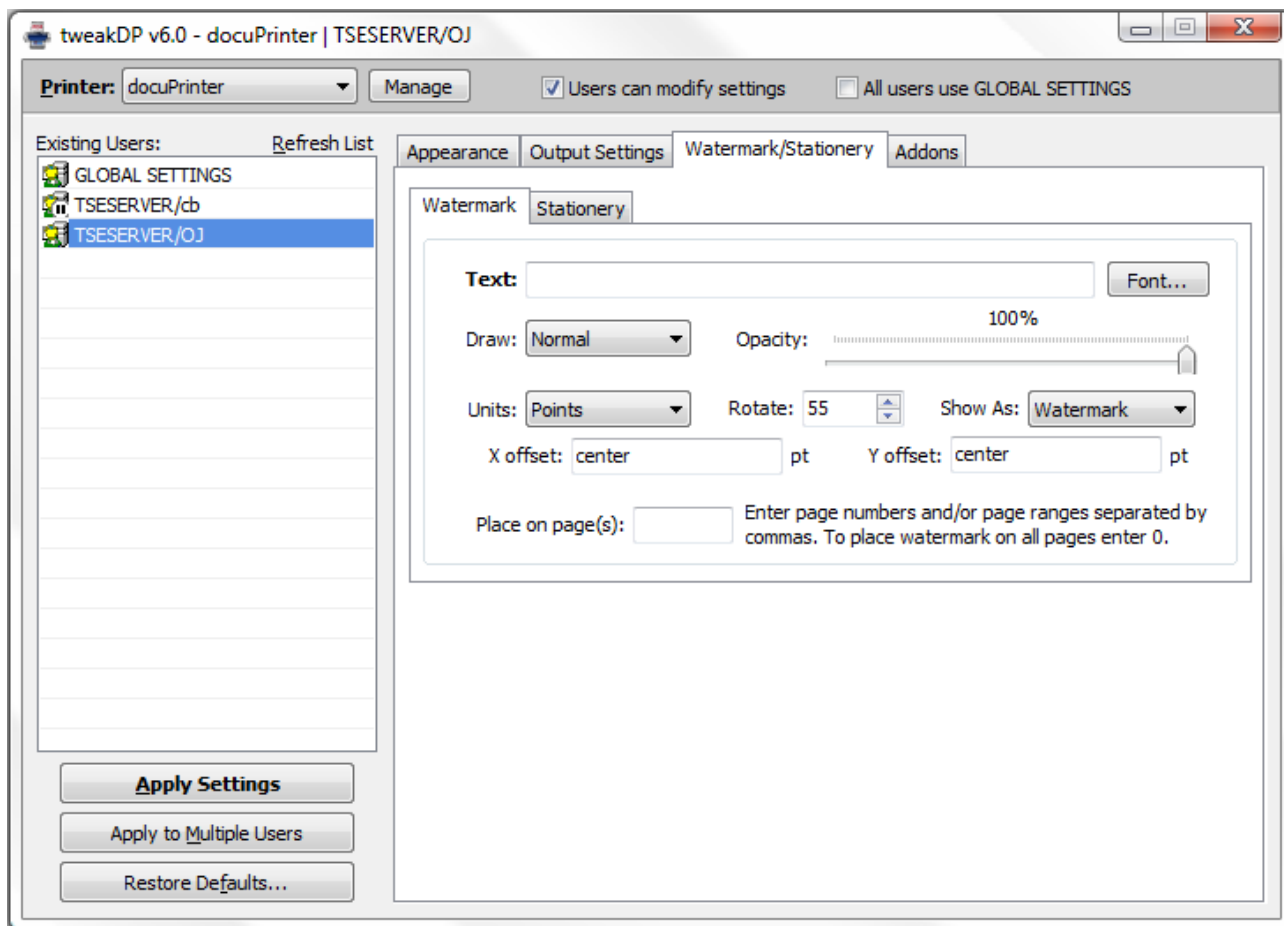 tweakDP v6.0 - docuPrinter | TSESERVER/OJ
Printer: docuPrinter Manage Users can modify settings All users use GLOBAL SETTINGS
Existing Users: Refresh List
GLOBAL SETTINGS
TSESERVER/cb
TSESERVER/OJ
Appearance Output Settings Watermark/Stationery Addons
Watermark Stationery
Text: Font...
100%
Draw: Normal Opacity:
Units: Points Rotate: 55 Show As: Watermark
X offset: center pt Y offset: center pt
Place on page(s): Enter page numbers and/or page ranges separated by
commas. To place watermark on all pages enter 0.
Apply Settings
Apply to Multiple Users
Restore Defaults...